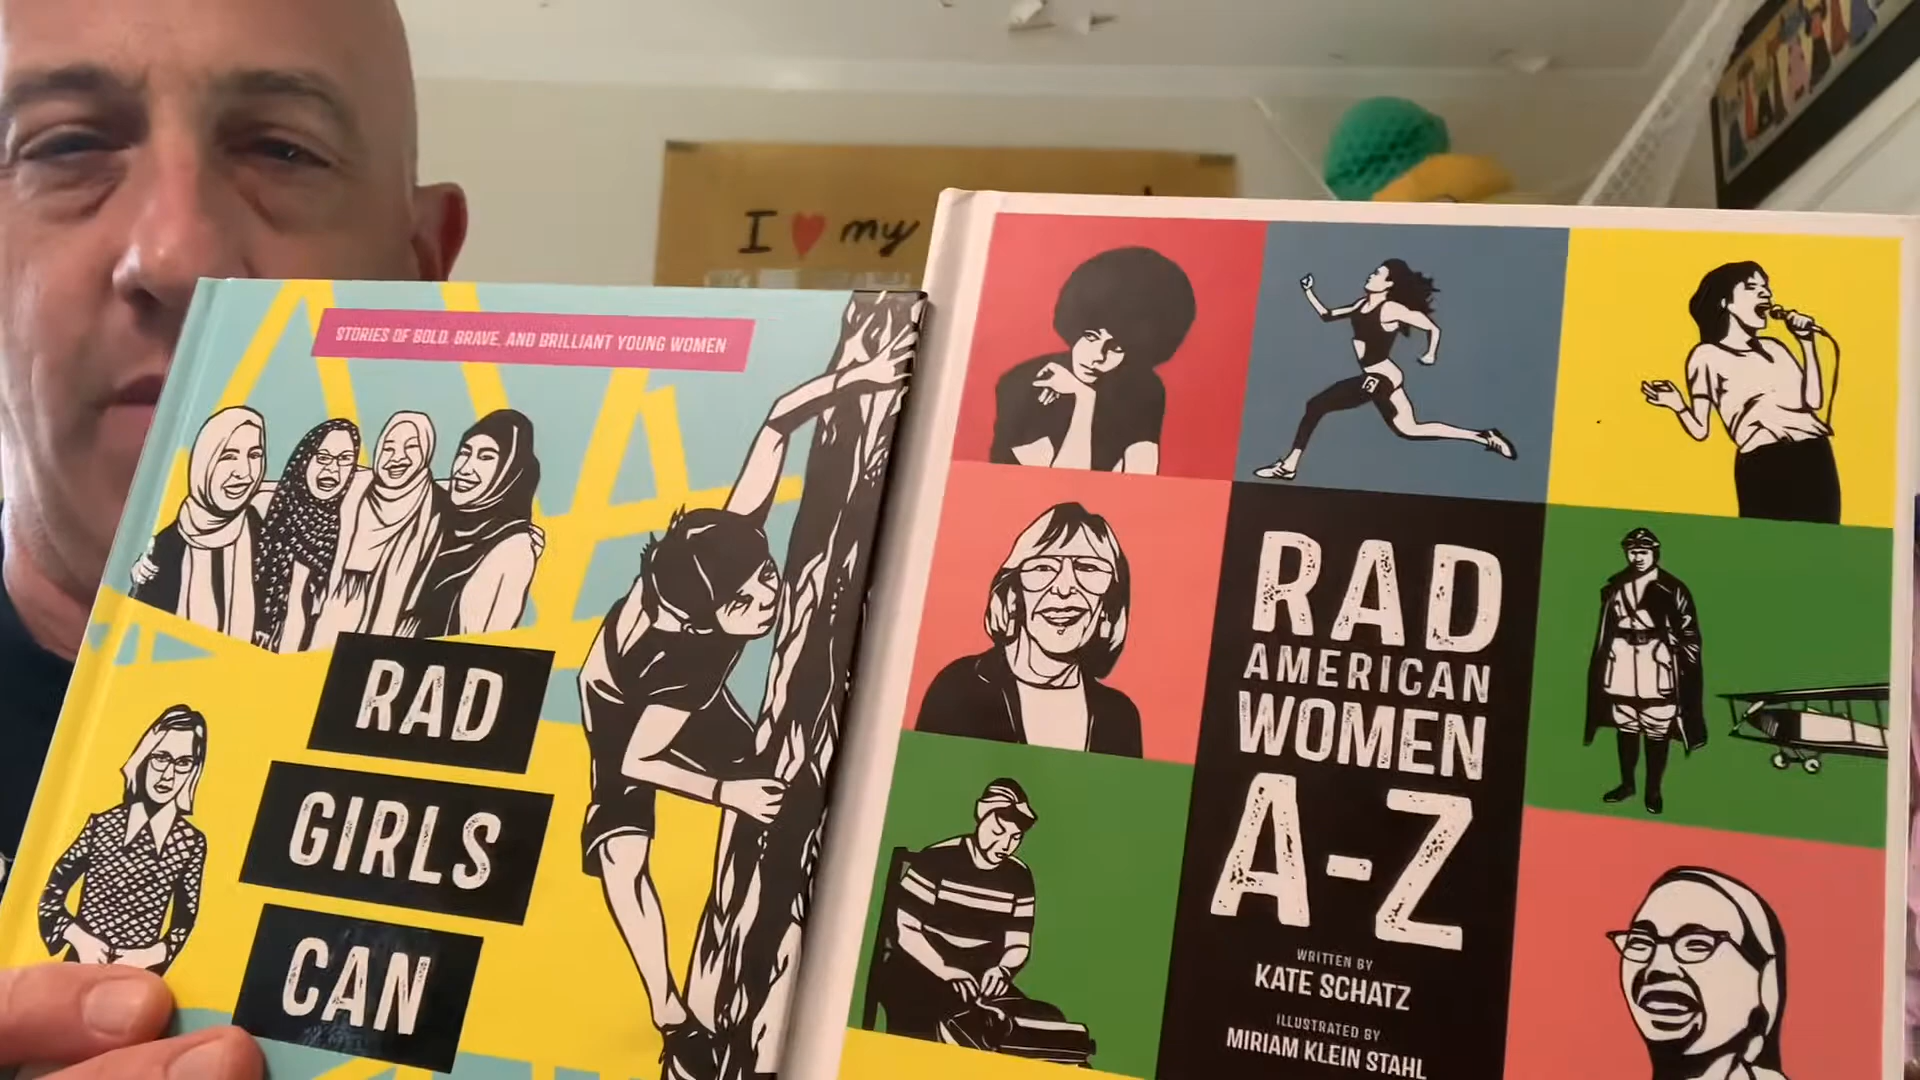 I ❤ my
STORIES OF BOLD, BRAVE, AND BRILLIANT YOUNG WOMEN
RAD
GIRLS
CAN
RAD
AMERICAN
WOMEN
A-Z
WRITTEN BY
KATE SCHATZ
ILLUSTRATED BY
MIRIAM KLEIN STAHL